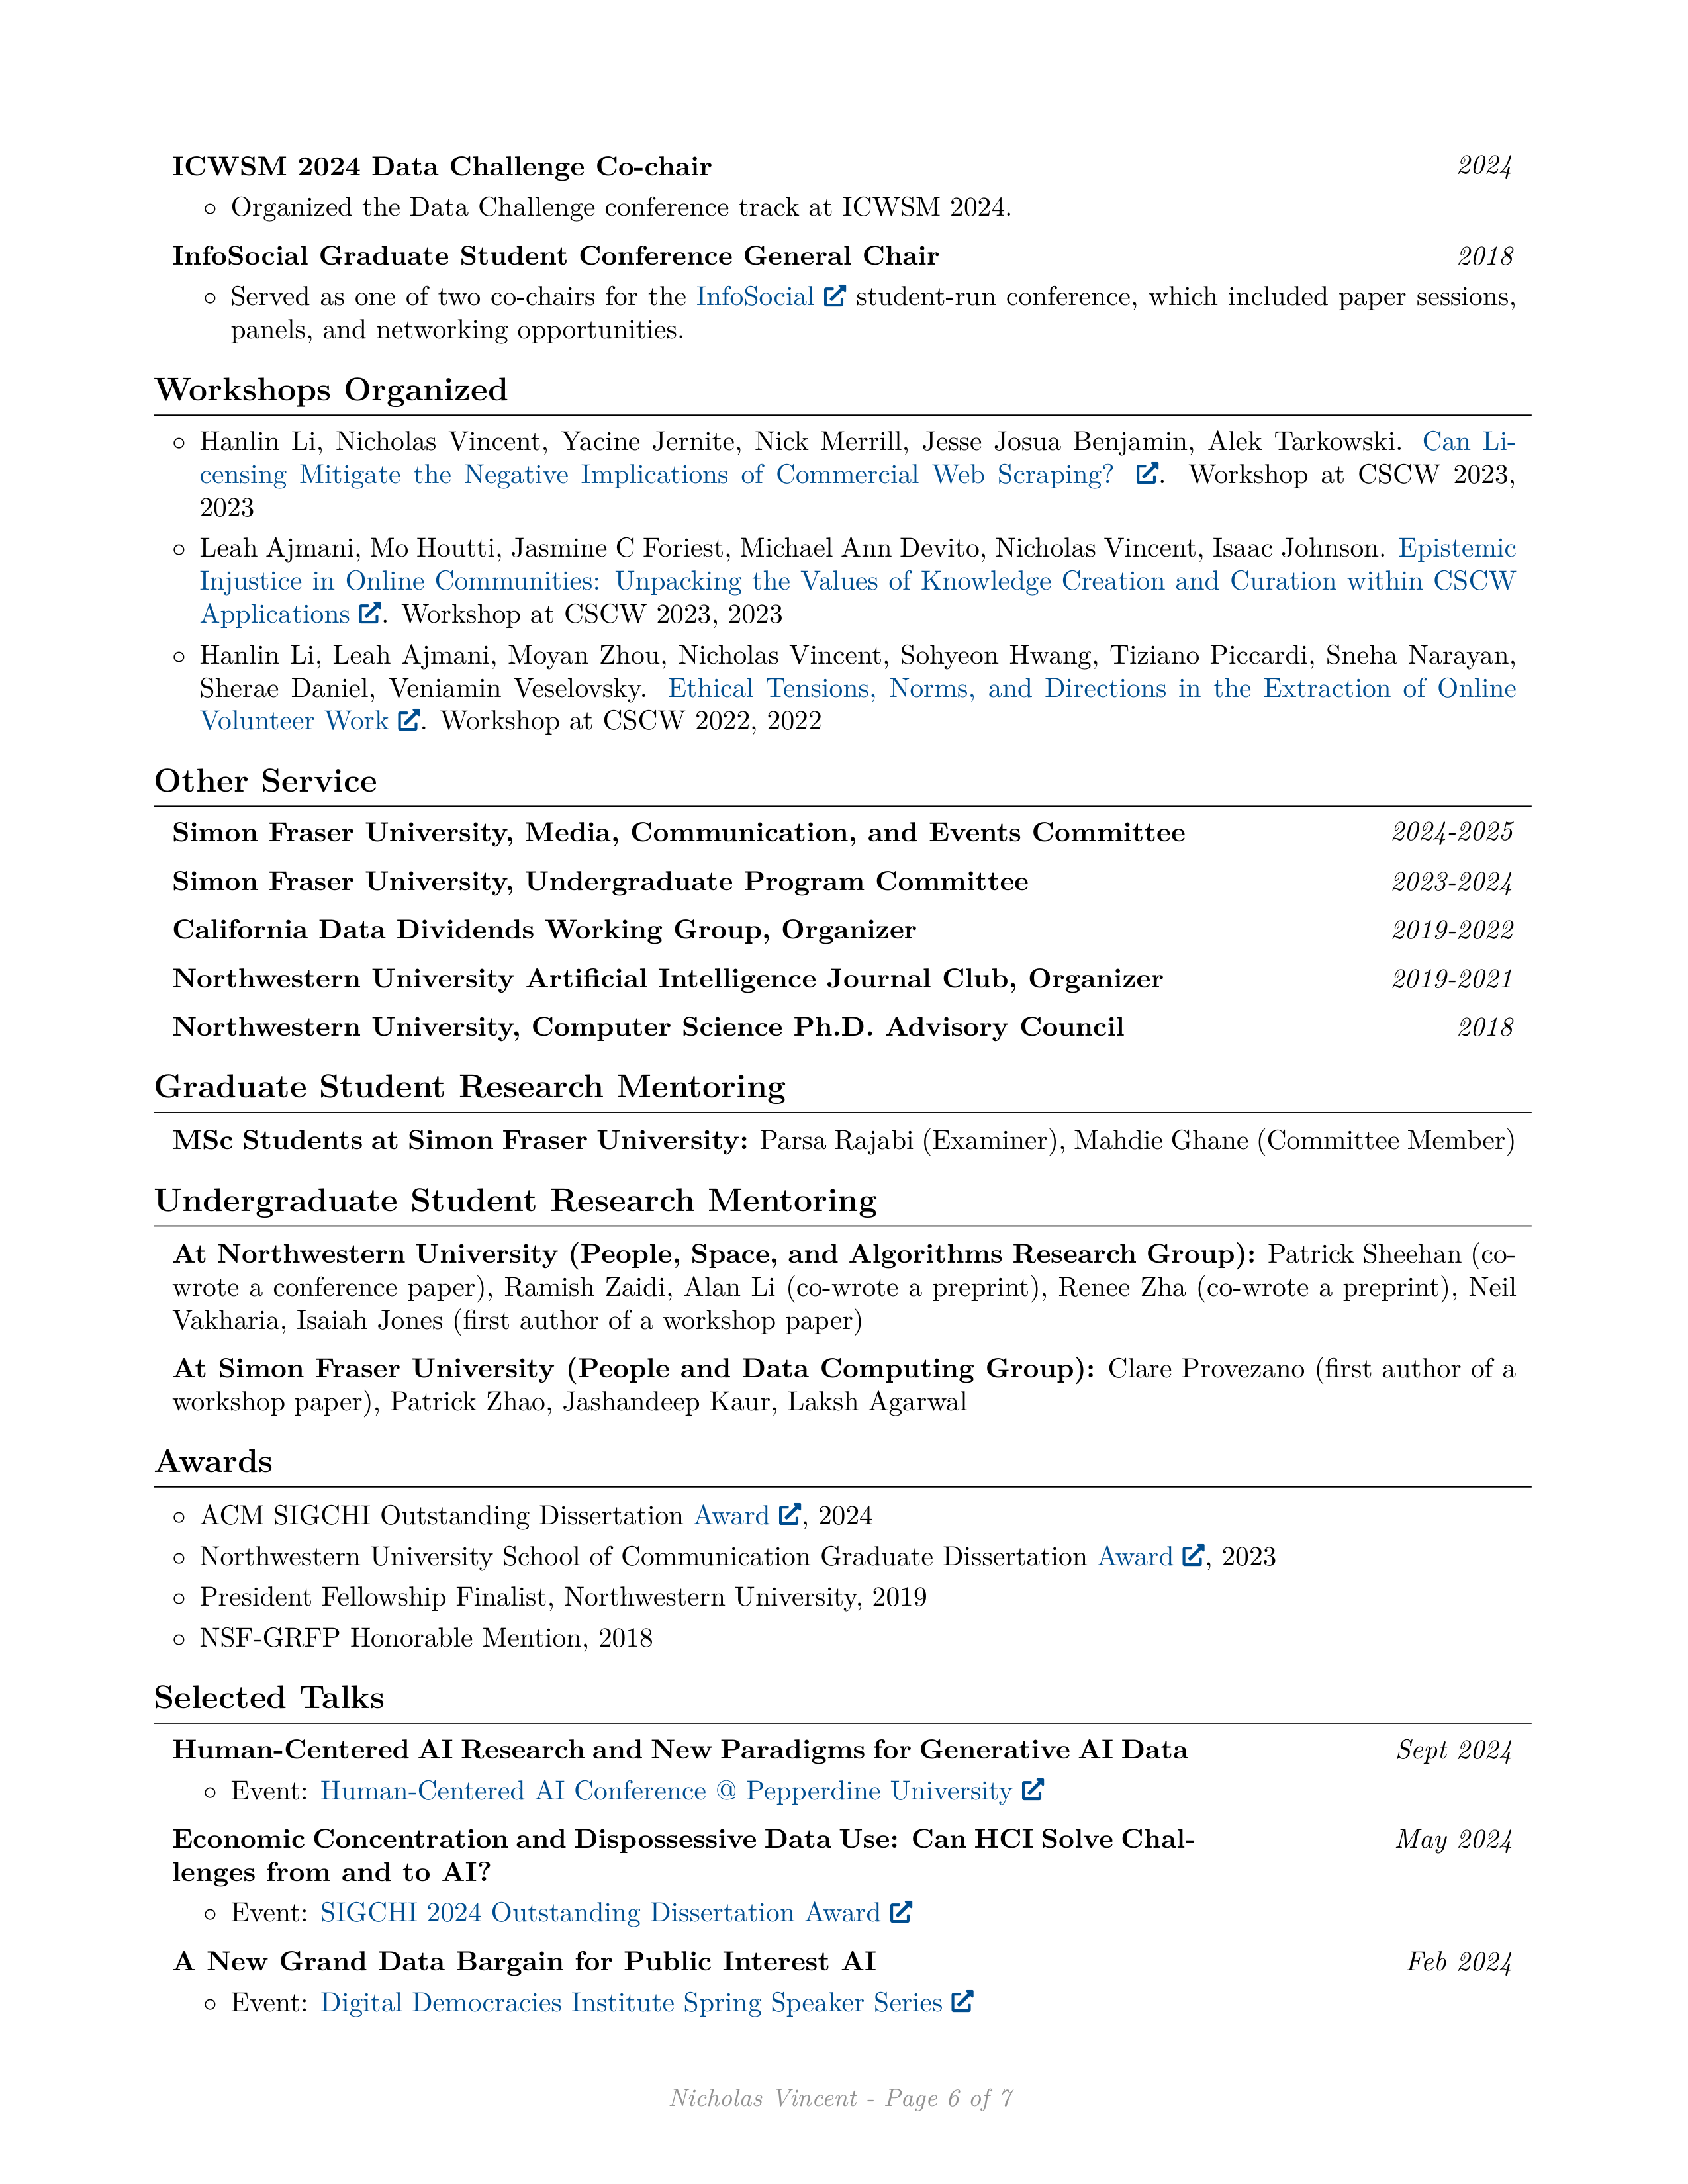 ICWSM 2024 Data Challenge Co-chair 2024
◦ Organized the Data Challenge conference track at ICWSM 2024.
InfoSocial Graduate Student Conference General Chair 2018
◦ Served as one of two co-chairs for the InfoSocial student-run conference, which included paper sessions,
panels, and networking opportunities.
Workshops Organized
◦ Hanlin Li, Nicholas Vincent, Yacine Jernite, Nick Merrill, Jesse Josua Benjamin, Alek Tarkowski. Can Li-
censing Mitigate the Negative Implications of Commercial Web Scraping? . Workshop at CSCW 2023,
2023
◦ Leah Ajmani, Mo Houtti, Jasmine C Foriest, Michael Ann Devito, Nicholas Vincent, Isaac Johnson. Epistemic
Injustice in Online Communities: Unpacking the Values of Knowledge Creation and Curation within CSCW
Applications . Workshop at CSCW 2023, 2023
◦ Hanlin Li, Leah Ajmani, Moyan Zhou, Nicholas Vincent, Sohyeon Hwang, Tiziano Piccardi, Sneha Narayan,
Sherae Daniel, Veniamin Veselovsky. Ethical Tensions, Norms, and Directions in the Extraction of Online
Volunteer Work . Workshop at CSCW 2022, 2022
Other Service
Simon Fraser University, Media, Communication, and Events Committee 2024-2025
Simon Fraser University, Undergraduate Program Committee 2023-2024
California Data Dividends Working Group, Organizer 2019-2022
Northwestern University Artificial Intelligence Journal Club, Organizer 2019-2021
Northwestern University, Computer Science Ph.D. Advisory Council 2018
Graduate Student Research Mentoring
MSc Students at Simon Fraser University: Parsa Rajabi (Examiner), Mahdie Ghane (Committee Member)
Undergraduate Student Research Mentoring
At Northwestern University (People, Space, and Algorithms Research Group): Patrick Sheehan (co-
wrote a conference paper), Ramish Zaidi, Alan Li (co-wrote a preprint), Renee Zha (co-wrote a preprint), Neil
Vakharia, Isaiah Jones (first author of a workshop paper)
At Simon Fraser University (People and Data Computing Group): Clare Provezano (first author of a
workshop paper), Patrick Zhao, Jashandeep Kaur, Laksh Agarwal
Awards
◦ ACM SIGCHI Outstanding Dissertation Award , 2024
◦ Northwestern University School of Communication Graduate Dissertation Award , 2023
◦ President Fellowship Finalist, Northwestern University, 2019
◦ NSF-GRFP Honorable Mention, 2018
Selected Talks
Human-Centered AI Research and New Paradigms for Generative AI Data Sept 2024
◦ Event: Human-Centered AI Conference @ Pepperdine University
Economic Concentration and Dispossessive Data Use: Can HCI Solve Chal- May 2024
lenges from and to AI?
◦ Event: SIGCHI 2024 Outstanding Dissertation Award
A New Grand Data Bargain for Public Interest AI Feb 2024
◦ Event: Digital Democracies Institute Spring Speaker Series
Nicholas Vincent - Page 6 of 7